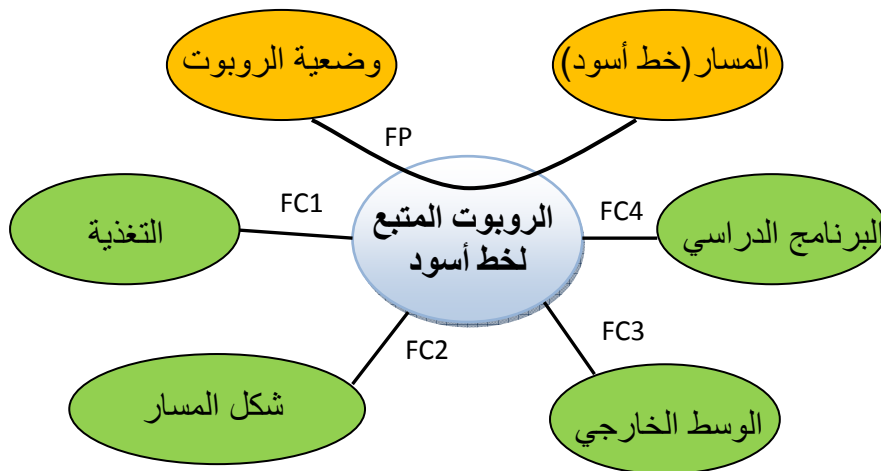 المسار(خط أسود)
وضعية الروبوت
FP
الروبوت المتبع
لخط أسود
FC1
FC4
التغذية
البرنامج الدراسي
FC2
FC3
شكل المسار
الوسط الخارجي